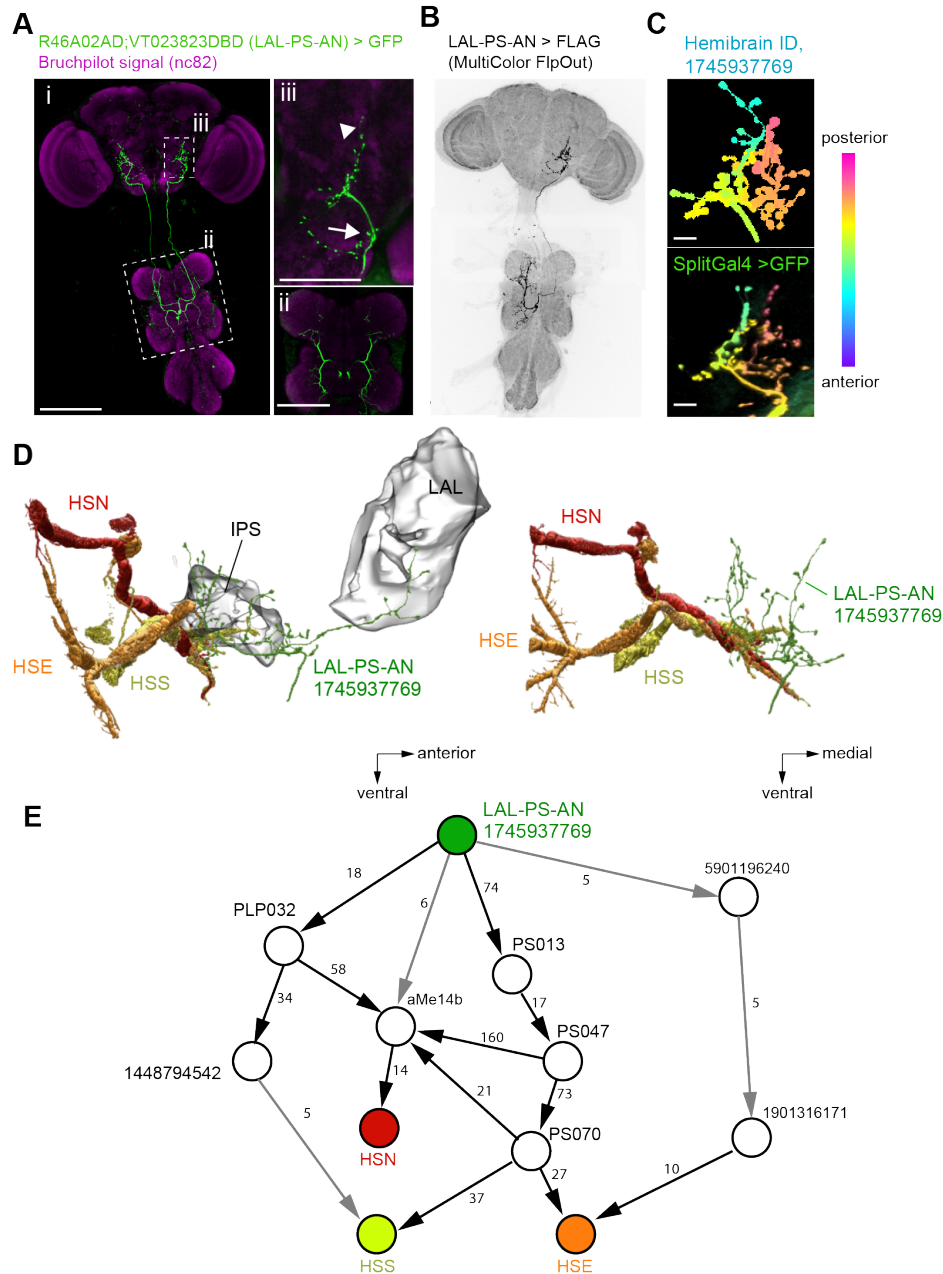 A
R46A02AD;VT023823DBD (LAL-PS-AN) > GFP
Bruchpilot signal (nc82)
i
iii
ii
iii
ii
B
LAL-PS-AN > FLAG
(MultiColor FlpOut)
C
Hemibrain ID,
1745937769
SplitGal4 >GFP
posterior
anterior
D
HSN
IPS
LAL
HSE
HSS
LAL-PS-AN
1745937769
anterior
ventral
HSN
LAL-PS-AN
1745937769
HSE
HSS
medial
ventral
E
LAL-PS-AN
1745937769
18
6
74
5
5901196240
PLP032
PS013
58
34
17
5
aMe14b
PS047
160
1448794542
14
21
73
5
1901316171
HSN
PS070
27
10
37
HSS
HSE